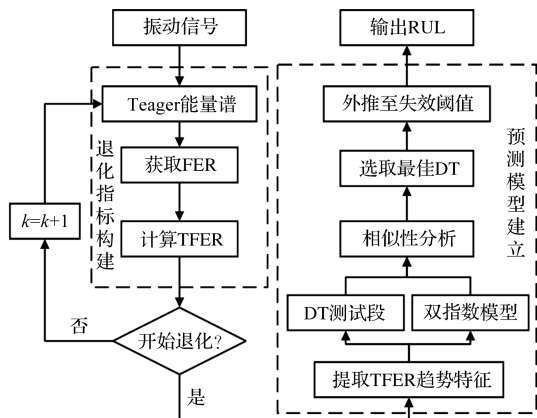 振动信号
Teager能量谱
获取FER
计算TFER
退化指标构建
k=k+1
开始退化?
否
是
提取TFER趋势特征
DT测试段
双指数模型
相似性分析
选取最佳DT
外推至失效阈值
输出RUL
预测模型建立